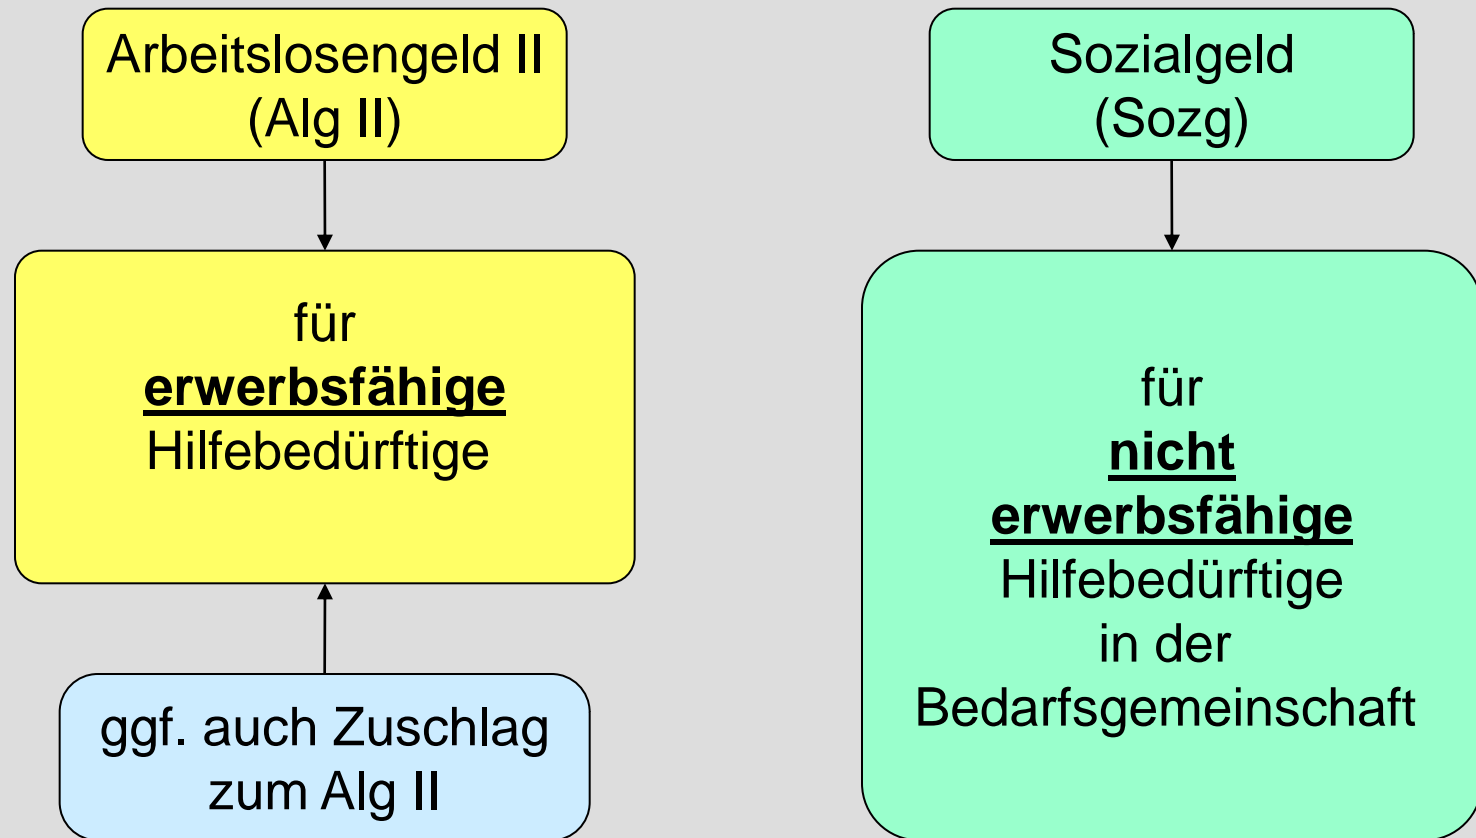 Arbeitslosengeld II
(Alg II)
für
erwerbsfähige
Hilfebedürftige
ggf. auch Zuschlag
zum Alg II
Sozialgeld
(Sozg)
für
nicht
erwerbsfähige
Hilfebedürftige
in der
Bedarfsgemeinschaft